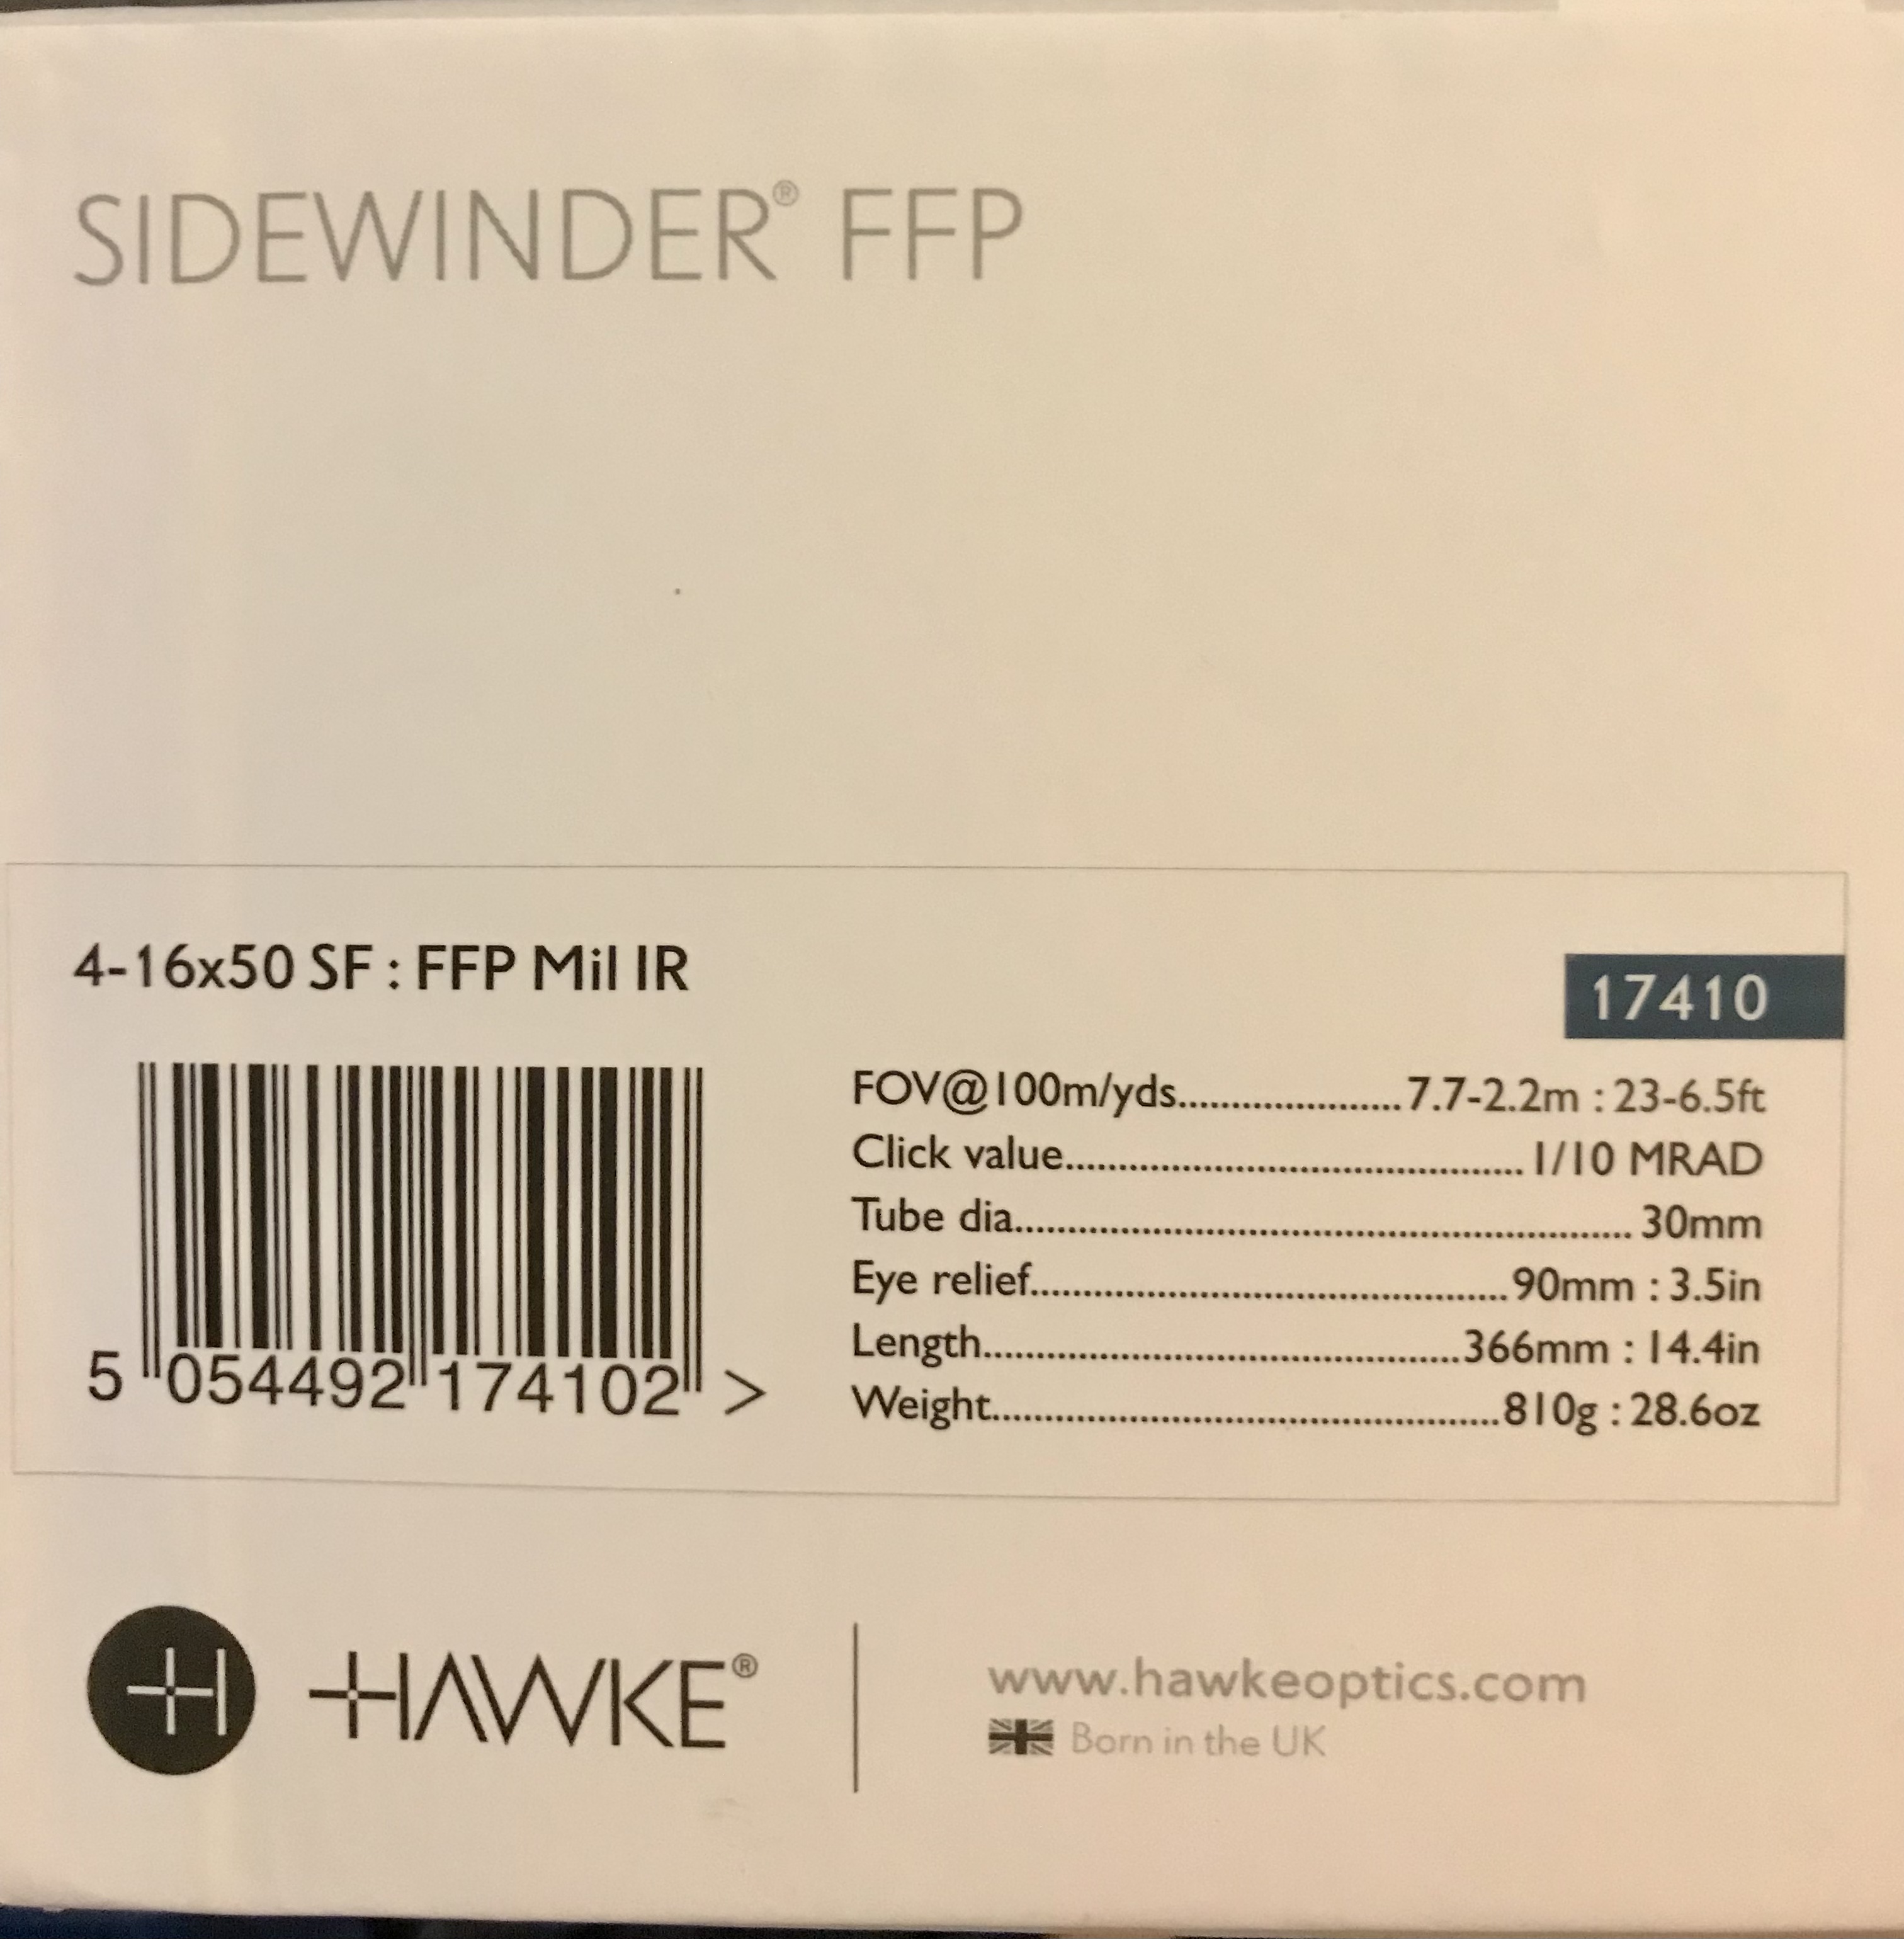 SIDEWINDER® FFP
4-16x50 SF : FFP Mil IR
17410
FOV@100m/yds.....................7.7-2.2m : 23-6.5ft
Click value...........................................1/10 MRAD
Tube dia...........................................................30mm
Eye relief.............................................90mm : 3.5in
Length.............................................366mm : 14.4in
Weight................................................810g : 28.6oz
5 054492 174102 >
HAWKE®
www.hawkeoptics.com
Born in the UK